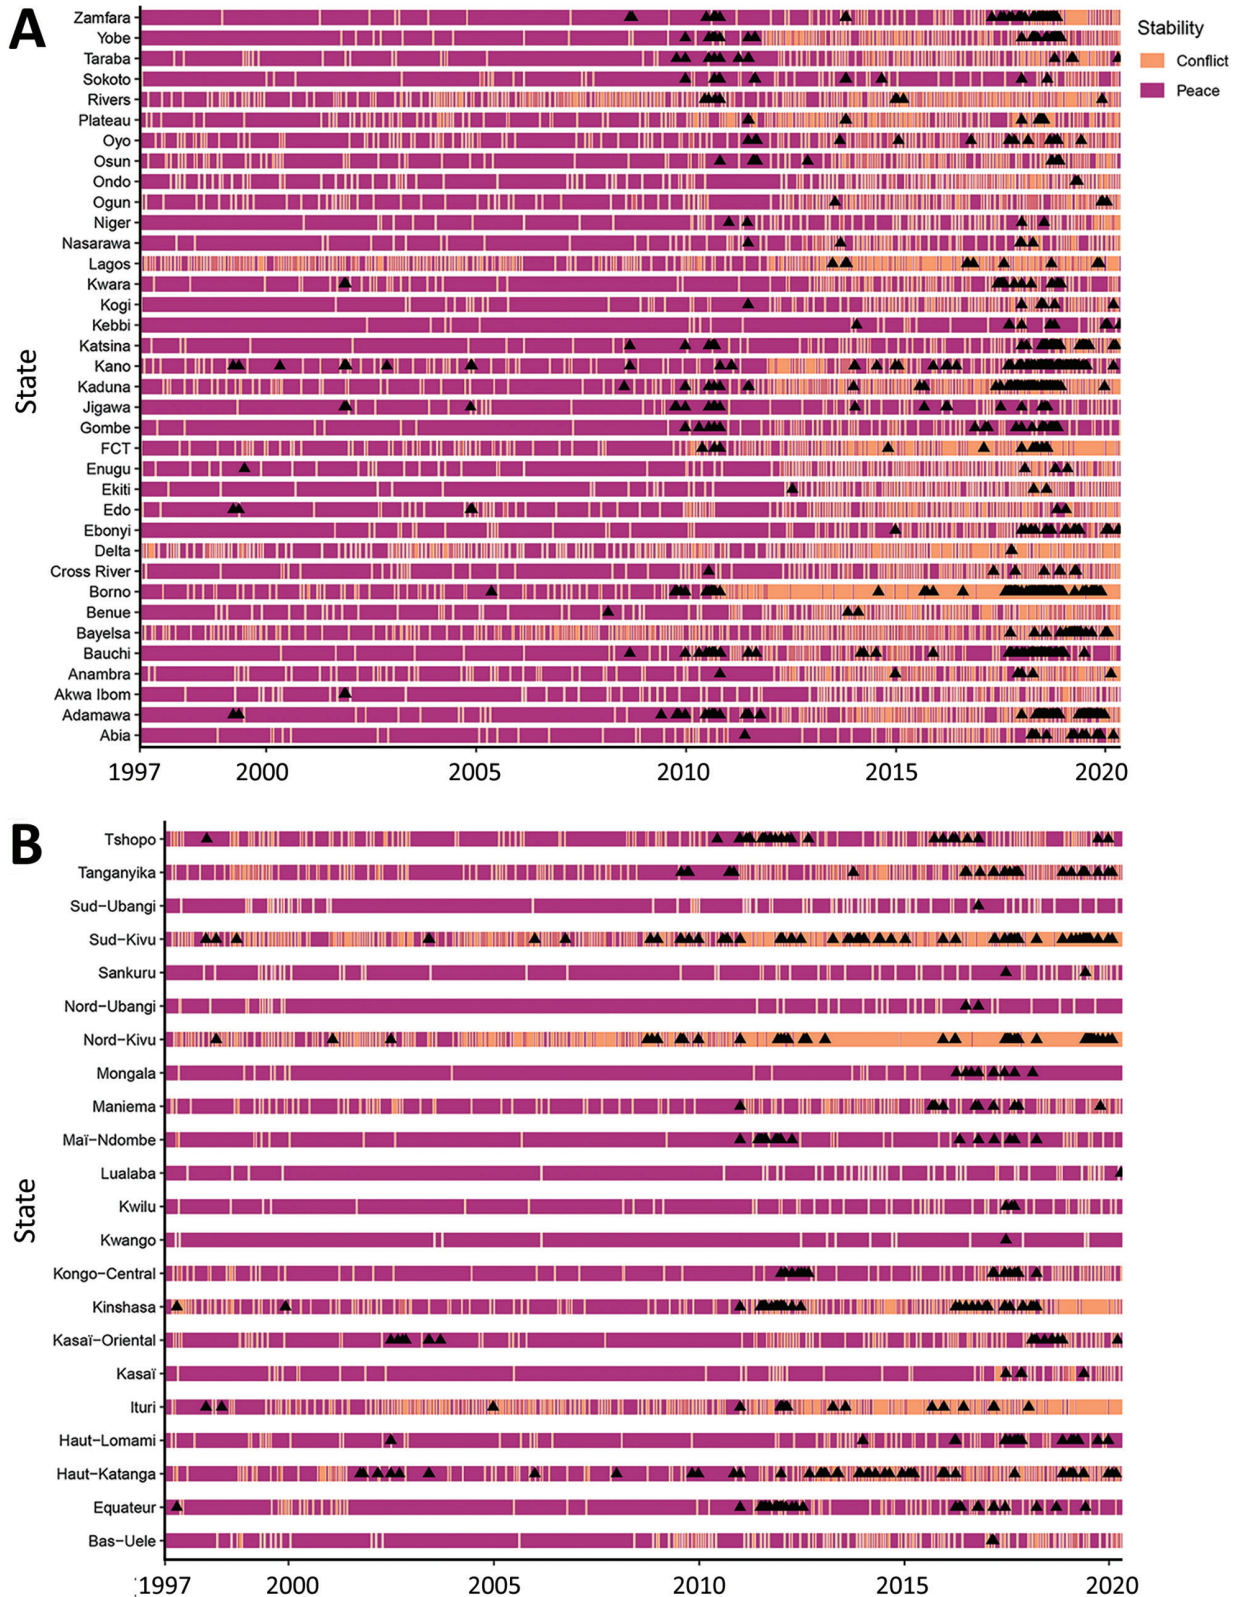 A
Stability
Conflict
Peace
State
Zamfara
Yobe
Taraba
Sokoto
Rivers
Plateau
Oyo
Osun
Ondo
Ogun
Niger
Nasarawa
Lagos
Kwara
Kogi
Kebbi
Katsina
Kano
Kaduna
Jigawa
Gombe
FCT
Enugu
Ekiti
Edo
Ebonyi
Delta
Cross River
Borno
Benue
Bayelsa
Bauchi
Anambra
Akwa Ibom
Adamawa
Abia
1997 2000 2005 2010 2015 2020
B
State
Tshopo
Tanganyika
Sud−Ubangi
Sud−Kivu
Sankuru
Nord−Ubangi
Nord−Kivu
Mongala
Maniema
Maï−Ndombe
Lualaba
Kwilu
Kwango
Kongo−Central
Kinshasa
Kasaï−Oriental
Kasaï
Ituri
Haut−Lomami
Haut−Katanga
Equateur
Bas−Uele
1997 2000 2005 2010 2015 2020